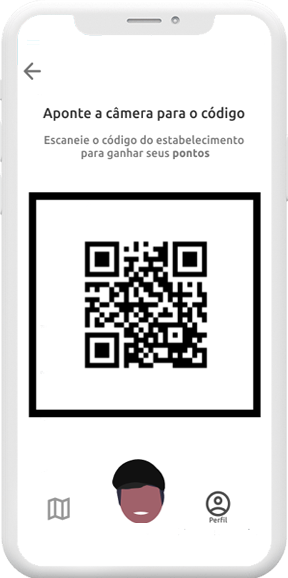 Aponte a câmera para o código
Escaneie o código do estabelecimento
para ganhar seus pontos
Perfil